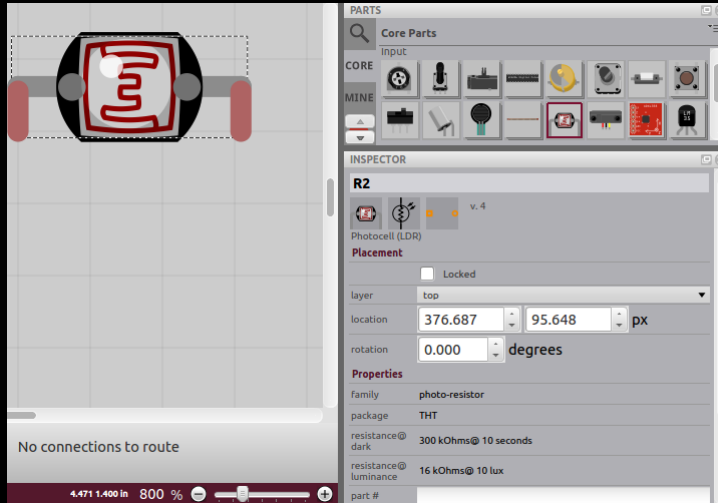 PARTS
Core Parts
Input
CORE
MINE
LM
35
INSPECTOR
R2
v. 4
Photocell (LDR)
Placement
Locked
layer top
location 376.687 95.648 px
rotation 0.000 degrees
Properties
family photo-resistor
package THT
resistance@ dark 300 kOhms@ 10 seconds
resistance@ luminance 16 kOhms@ 10 lux
part #
No connections to route
4.471 1.400 in 800 %